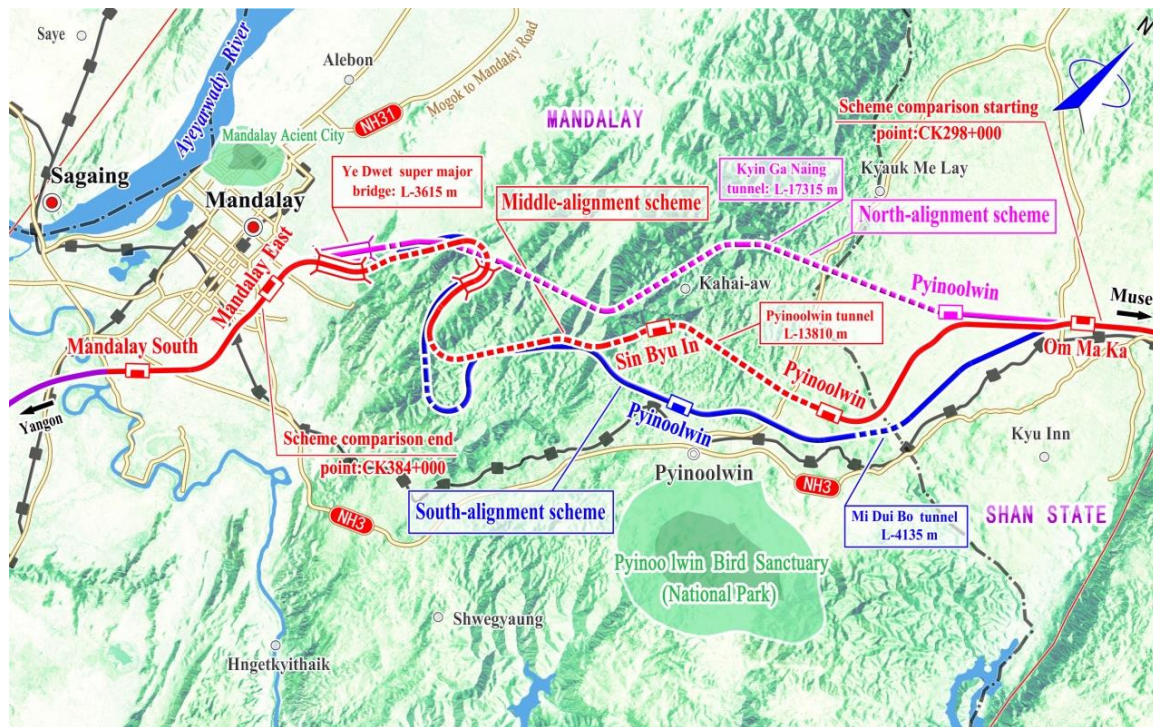 Saye
Alebon
Ayeyarwady River
Mandalay Acient City
NH31
Mogok to Mandalay Road
MANDALAY
N
Scheme comparison starting
point:CK298+000
Sagaing
Mandalay
Ye Dwet super major
bridge: L-3615 m
Middle-alignment scheme
Kyin Ga Naing
tunnel: L-17315 m
Kyauk Me Lay
North-alignment scheme
Mandalay East
Kahai-aw
Pyinoolwin
Muse
Mandalay South
Sin Byu In
Pyinoolwin tunnel
L-13810 m
Om Ma Ka
Yangon
Pyinoolwin
Pyinoolwin
Scheme comparison end
point:CK384+000
Kyu Inn
Pyinoolwin
NH3
NH3
South-alignment scheme
Mi Dui Bo tunnel
L-4135 m
SHAN STATE
Pyinoo lwin Bird Sanctuary
(National Park)
Shwegyaung
Hngetkyithaik